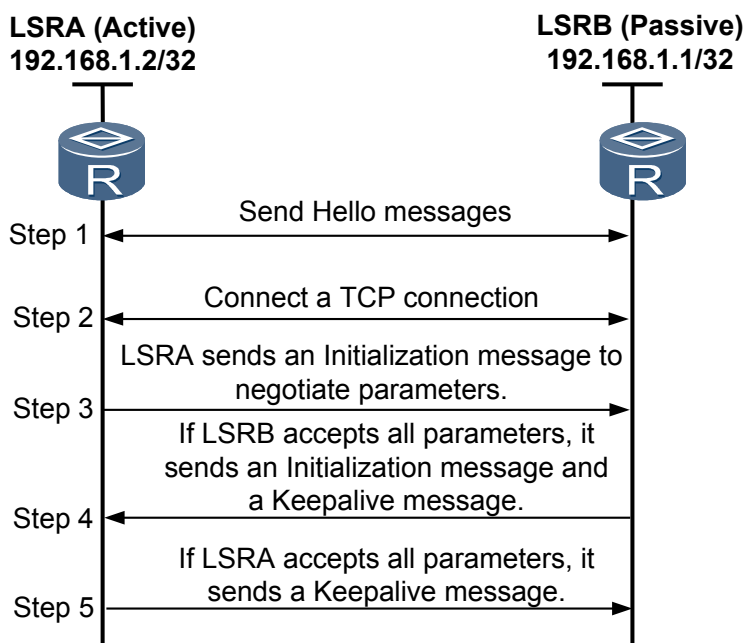 LSRA (Active)
192.168.1.2/32
LSRB (Passive)
192.168.1.1/32
R
R
Send Hello messages
Step 1
Connect a TCP connection
Step 2
LSRA sends an Initialization message to
negotiate parameters.
Step 3
If LSRB accepts all parameters, it
sends an Initialization message and
a Keepalive message.
Step 4
If LSRA accepts all parameters, it
sends a Keepalive message.
Step 5